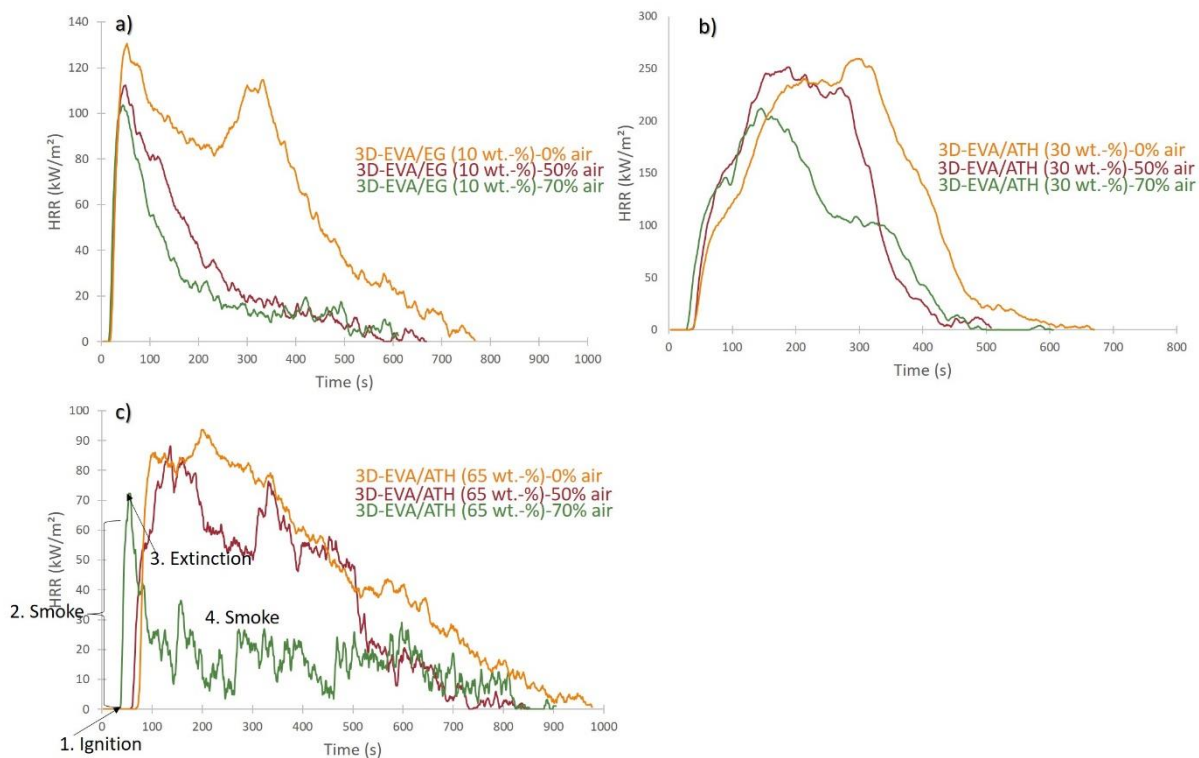 a)
140
120
100
80
60
40
20
0
HRR (kW/m²)
3D-EVA/EG (10 wt.-%)-0% air
3D-EVA/EG (10 wt.-%)-50% air
3D-EVA/EG (10 wt.-%)-70% air
0 100 200 300 400 500 600 700 800 900 1000
Time (s)
b)
300
250
200
150
100
50
0
HRR (kW/m²)
3D-EVA/ATH (30 wt.-%)-0% air
3D-EVA/ATH (30 wt.-%)-50% air
3D-EVA/ATH (30 wt.-%)-70% air
0 100 200 300 400 500 600 700 800
Time (s)
c)
100
90
80
70
60
50
40
30
20
10
0
HRR (kW/m²)
3D-EVA/ATH (65 wt.-%)-0% air
3D-EVA/ATH (65 wt.-%)-50% air
3D-EVA/ATH (65 wt.-%)-70% air
3. Extinction
2. Smoke
4. Smoke
0 100 200 300 400 500 600 700 800 900 1000
1. Ignition
Time (s)